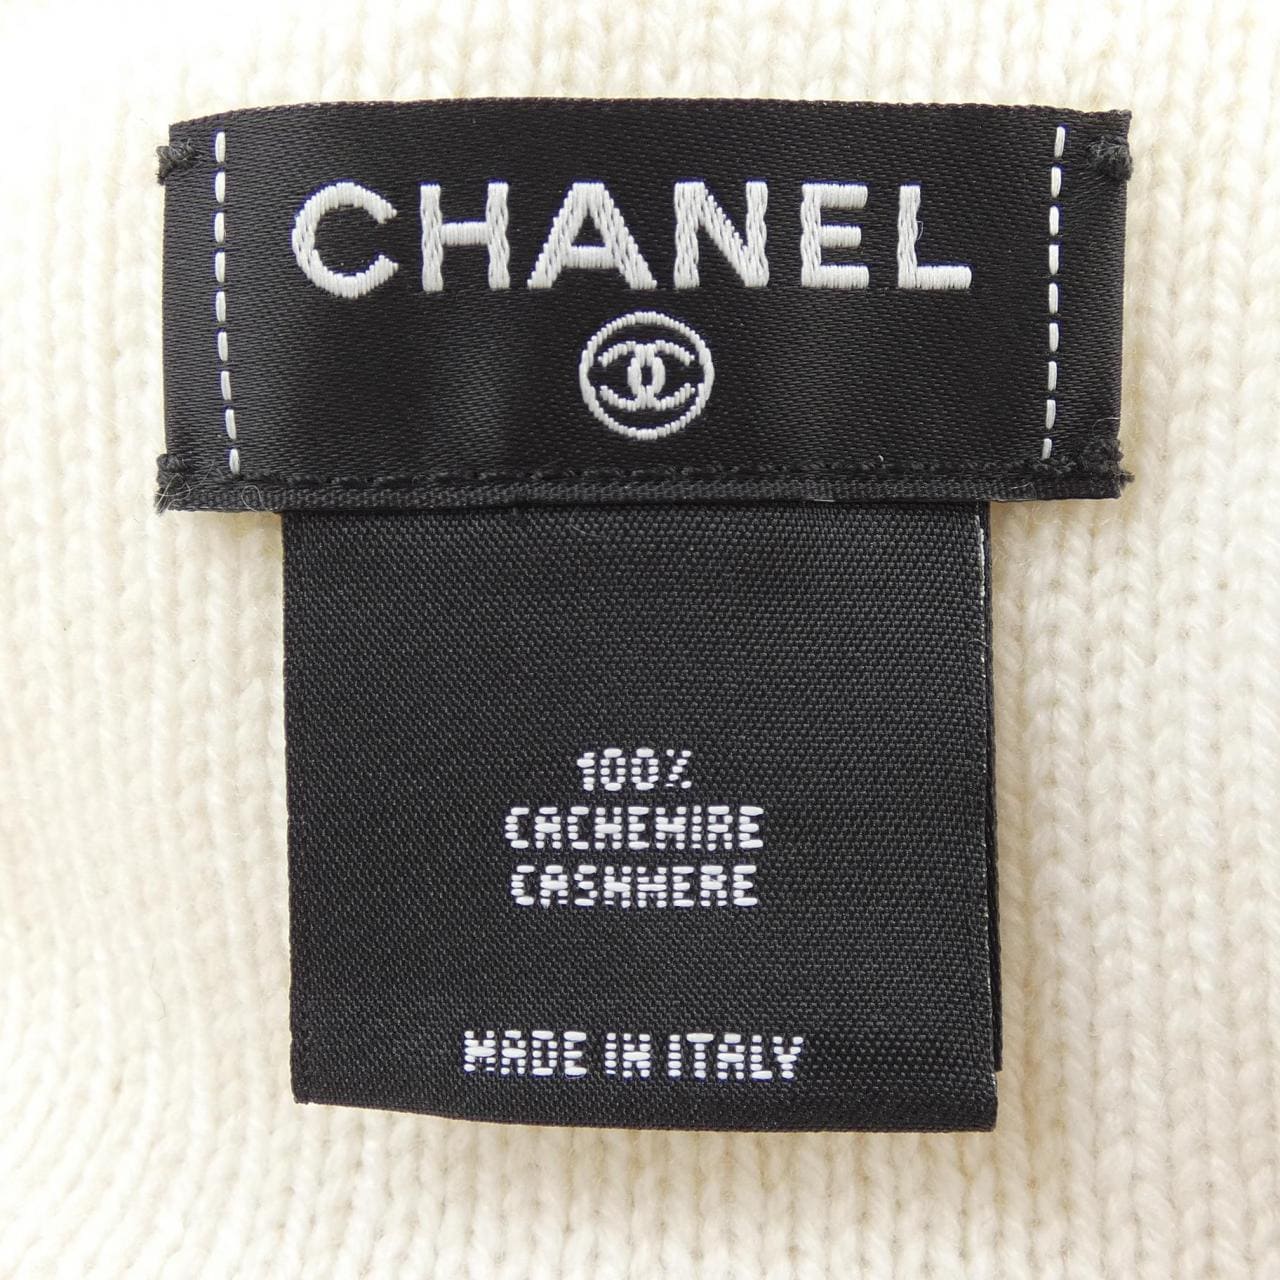 CHANEL
100%
CACHEMIRE
CASHMERE
MADE IN ITALY